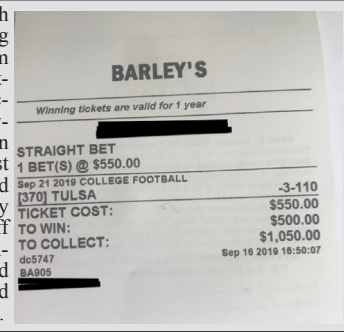 BARLEY'S
Winning tickets are valid for 1 year
STRAIGHT BET
1 BET(S) @ $550.00
Sep 21 2019 COLLEGE FOOTBALL
[370] TULSA -3-110
TICKET COST: $550.00
TO WIN: $500.00
TO COLLECT: $1,050.00
dc5747 Sep 16 2019 16:50:07
BA905